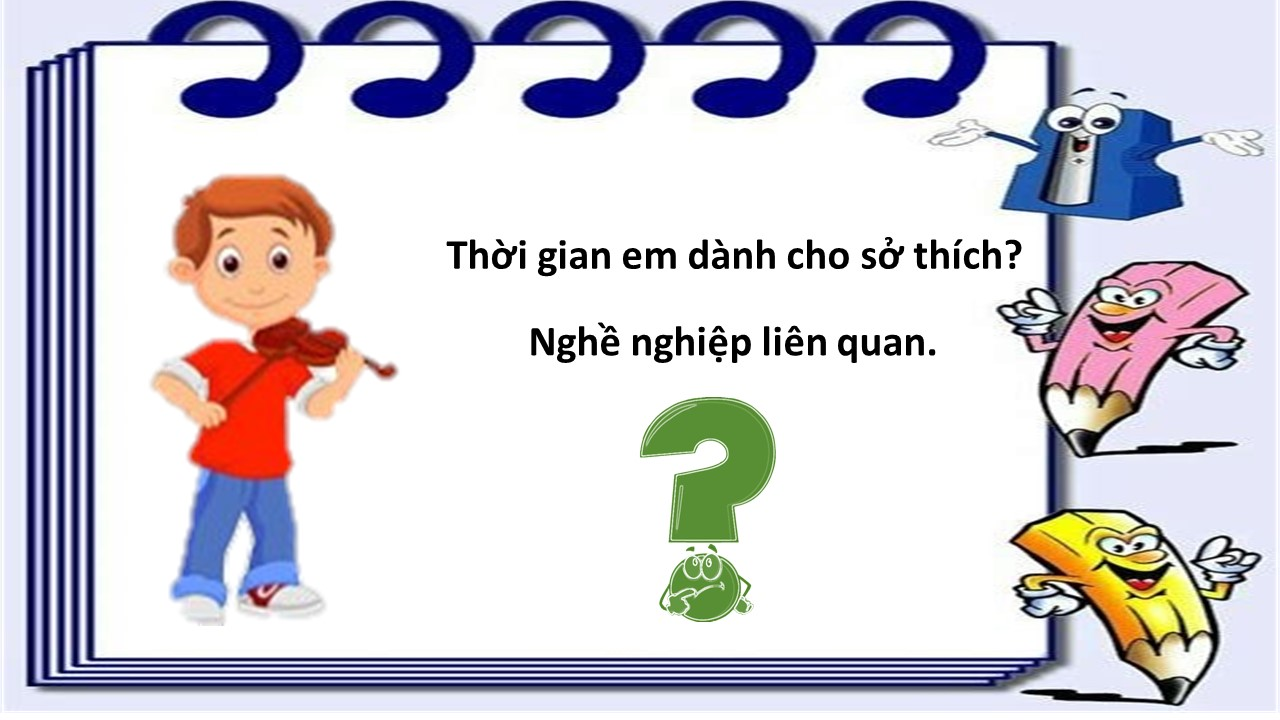 Thời gian em dành cho sở thích?
Nghề nghiệp liên quan.